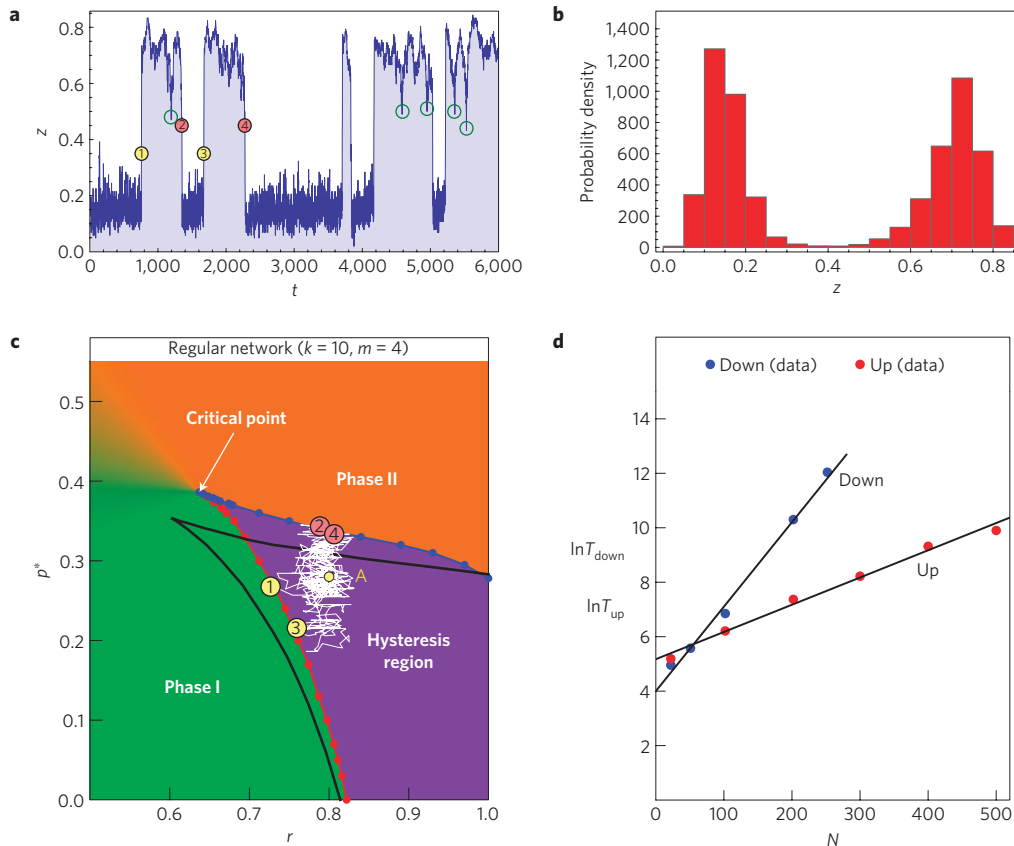 a
0.8
0.6
z
0.4
0.2
0.0
1
2
3
4
0
1,000
2,000
3,000
4,000
5,000
6,000
t
b
Probability density
1,400
1,200
1,000
800
600
400
200
0
0.0
0.2
0.4
0.6
0.8
z
c
Regular network (k = 10, m = 4)
0.5
Critical point
Phase II
0.4
2
4
p*
0.3
A
1
0.2
3
Hysteresis
region
Phase I
0.1
0.0
0.6
0.7
0.8
0.9
1.0
r
d
Down (data)
Up (data)
14
12
Down
10
lnTdown
8
Up
lnTup
6
4
2
0
100
200
300
400
500
N